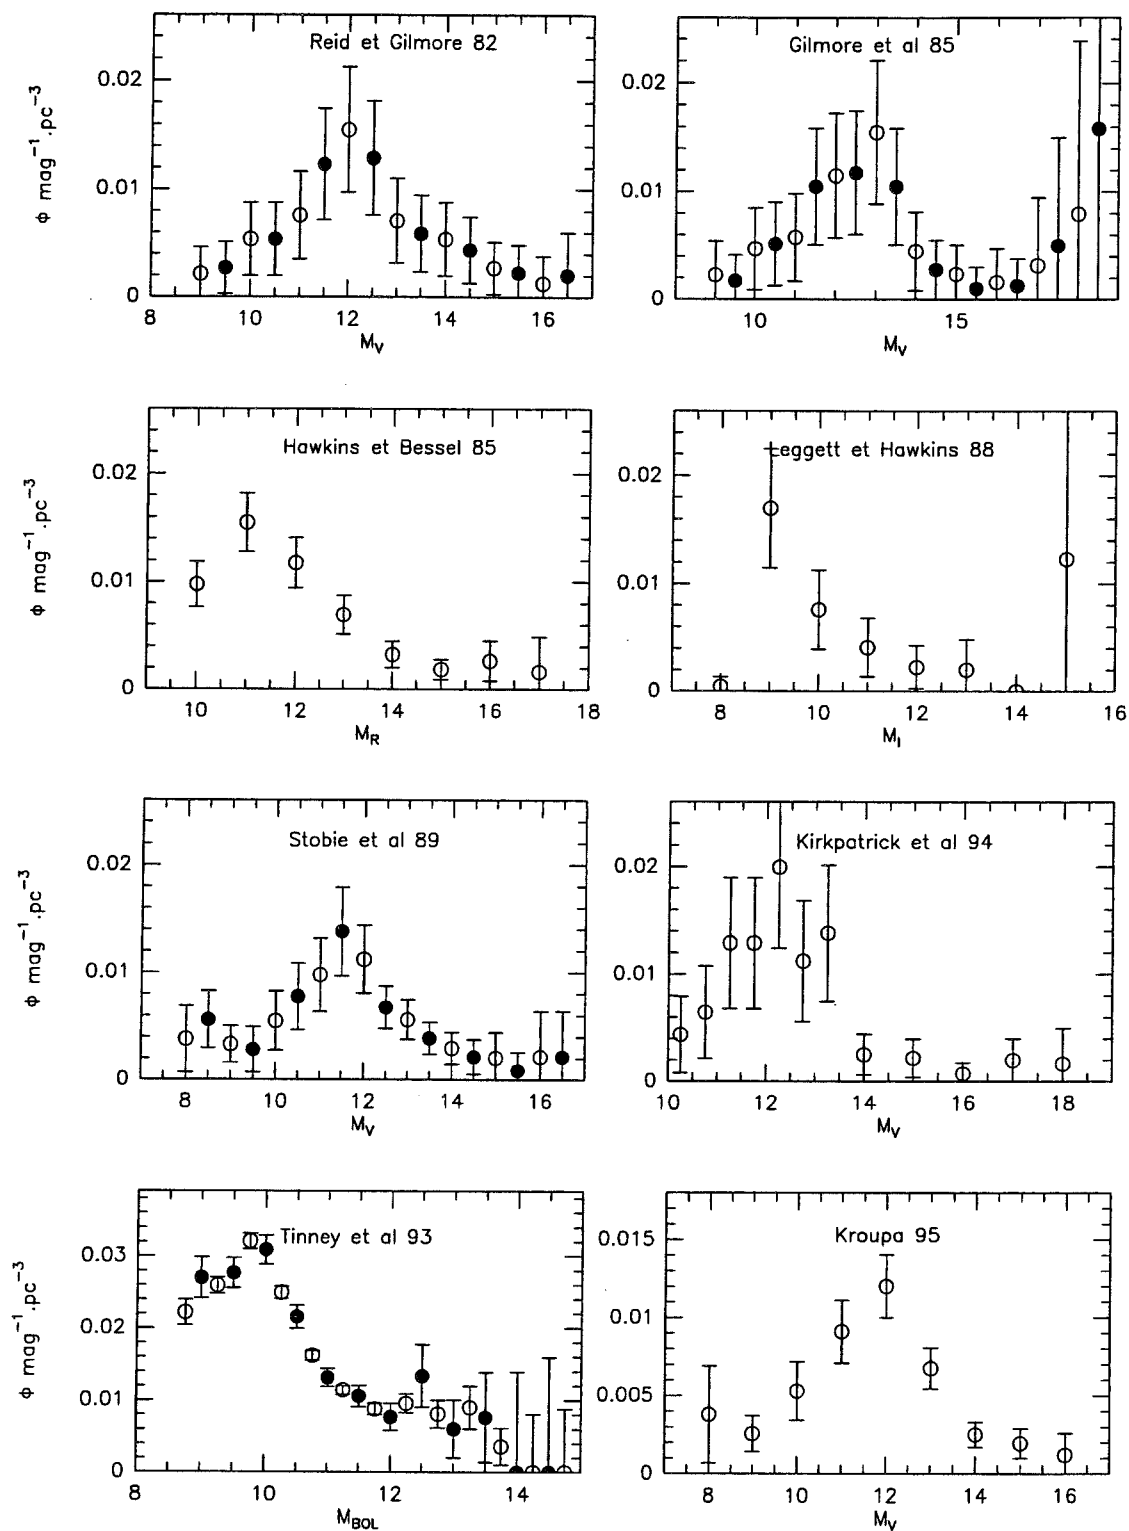 Reid et Gilmore 82
0.02
0.01
0
ϕ mag⁻¹.pc⁻³
8 10 12 14 16
M_V
Gilmore et al 85
0.02
0.01
0
10 15
M_V
Hawkins et Bessel 85
0.02
0.01
0
ϕ mag⁻¹.pc⁻³
10 12 14 16 18
M_R
Leggett et Hawkins 88
0.02
0.01
0
8 10 12 14 16
M_I
Stobie et al 89
0.02
0.01
0
ϕ mag⁻¹.pc⁻³
8 10 12 14 16
M_V
Kirkpatrick et al 94
0.02
0.01
0
10 12 14 16 18
M_V
Tinney et al 93
0.03
0.02
0.01
0
ϕ mag⁻¹.pc⁻³
8 10 12 14
M_BOL
Kroupa 95
0.015
0.01
0.005
0
8 10 12 14 16
M_V